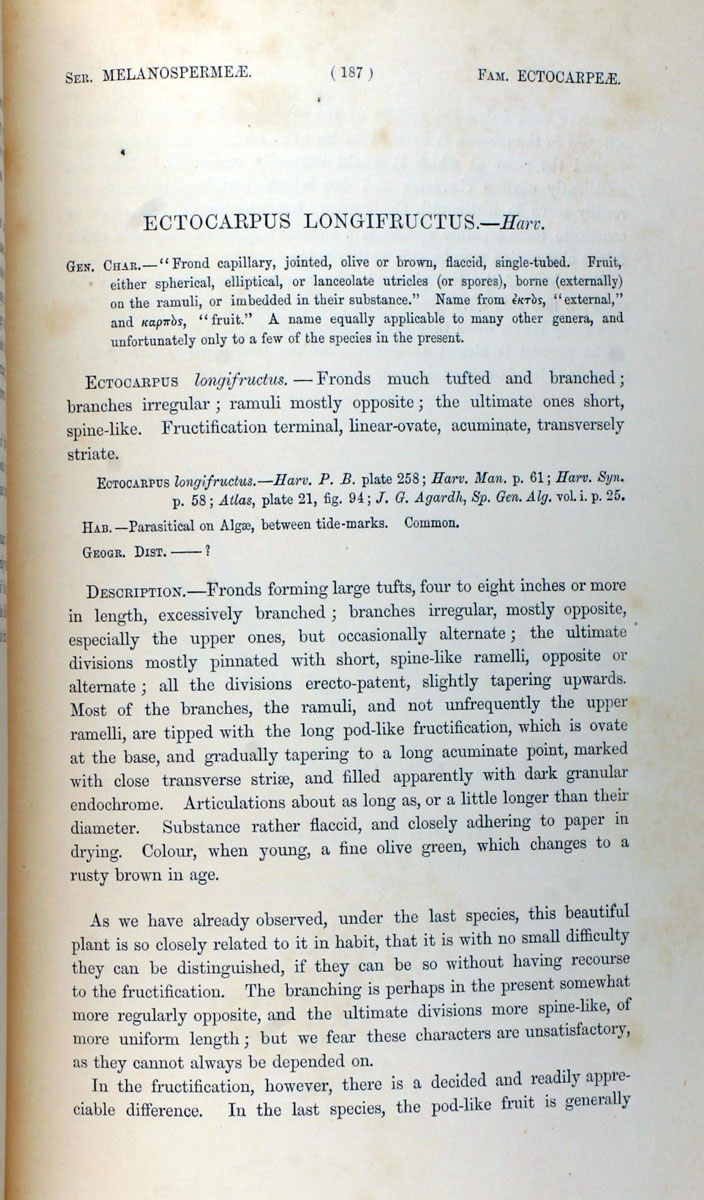 Ser. MELANOSPERMEÆ. ( 187 ) Fam. ECTOCARPEÆ.
ECTOCARPUS LONGIFRUCTUS.—Harv.
Gen. Char.—“Frond capillary, jointed, olive or brown, flaccid, single-tubed. Fruit,
either spherical, elliptical, or lanceolate utricles (or spores), borne (externally)
on the ramuli, or imbedded in their substance.” Name from ἐκτὸs, “external,”
and καρπὸs, “fruit.” A name equally applicable to many other genera, and
unfortunately only to a few of the species in the present.
Ectocarpus longifructus. — Fronds much tufted and branched;
branches irregular; ramuli mostly opposite; the ultimate ones short,
spine-like. Fructification terminal, linear-ovate, acuminate, transversely
striate.
Ectocarpus longifructus.—Harv. P. B. plate 258; Harv. Man. p. 61; Harv. Syn.
p. 58; Atlas, plate 21, fig. 94; J. G. Agardh, Sp. Gen. Alg. vol. i. p. 25.
Hab.—Parasitical on Algæ, between tide-marks. Common.
Geogr. Dist. —— ?
Description.—Fronds forming large tufts, four to eight inches or more
in length, excessively branched; branches irregular, mostly opposite,
especially the upper ones, but occasionally alternate; the ultimate
divisions mostly pinnated with short, spine-like ramelli, opposite or
alternate; all the divisions erecto-patent, slightly tapering upwards.
Most of the branches, the ramuli, and not unfrequently the upper
ramelli, are tipped with the long pod-like fructification, which is ovate
at the base, and gradually tapering to a long acuminate point, marked
with close transverse striæ, and filled apparently with dark granular
endochrome. Articulations about as long as, or a little longer than their
diameter. Substance rather flaccid, and closely adhering to paper in
drying. Colour, when young, a fine olive green, which changes to a
rusty brown in age.
As we have already observed, under the last species, this beautiful
plant is so closely related to it in habit, that it is with no small difficulty
they can be distinguished, if they can be so without having recourse
to the fructification. The branching is perhaps in the present somewhat
more regularly opposite, and the ultimate divisions more spine-like, of
more uniform length; but we fear these characters are unsatisfactory,
as they cannot always be depended on.
In the fructification, however, there is a decided and readily appre-
ciable difference. In the last species, the pod-like fruit is generally